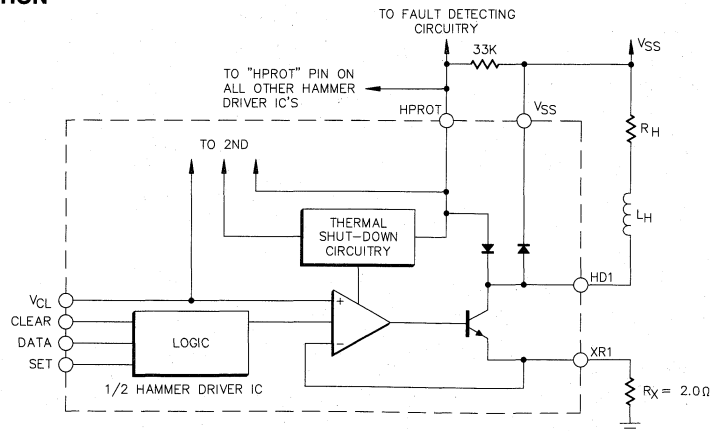 TION
TO FAULT DETECTING
CIRCUITRY
33K
VSS
TO "HPROT" PIN ON
ALL OTHER HAMMER
DRIVER IC'S
HPROT
VSS
RH
TO 2ND
THERMAL
SHUT-DOWN
CIRCUITRY
LH
HD1
VCL
+
CLEAR
DATA
LOGIC
−
SET
XR1
1/2 HAMMER DRIVER IC
RX = 2.0Ω